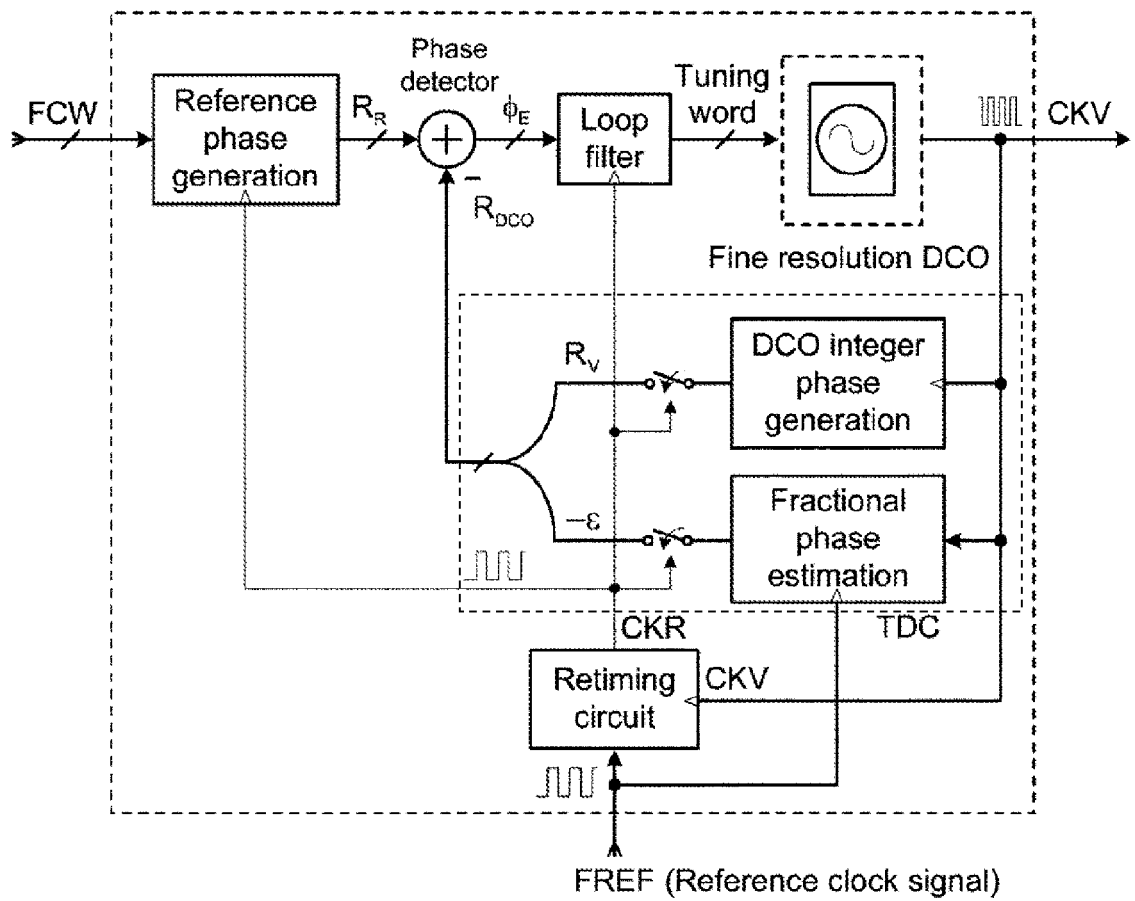 Phase
detector
FCW
Reference
phase
generation
R_R
+
−
R_DCO
ϕ_E
Loop
filter
Tuning
word
CKV
Fine resolution DCO
R_V
DCO integer
phase
generation
−ε
Fractional
phase
estimation
TDC
CKR
Retiming
circuit
CKV
FREF (Reference clock signal)